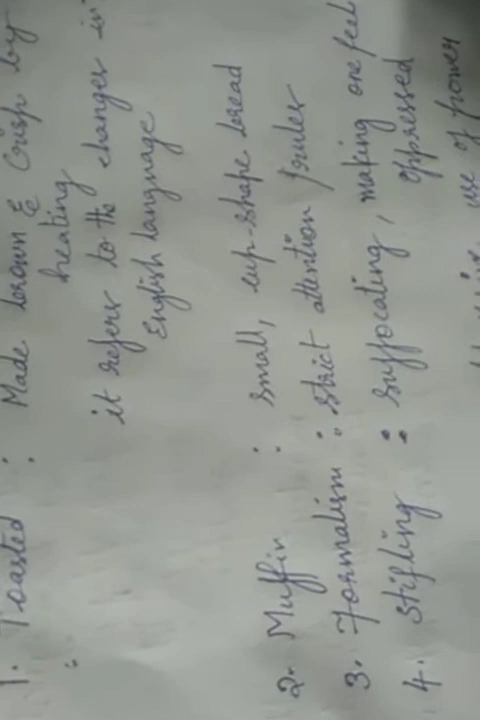 1. Toasted : Made brown & Crisp by
heating
it refers to the changes in
English language
2. Muffin : small, cup-shape bread
3. Formalism : strict attention / rules
4. stifling : suffocating, making one feel
oppressed
use of power